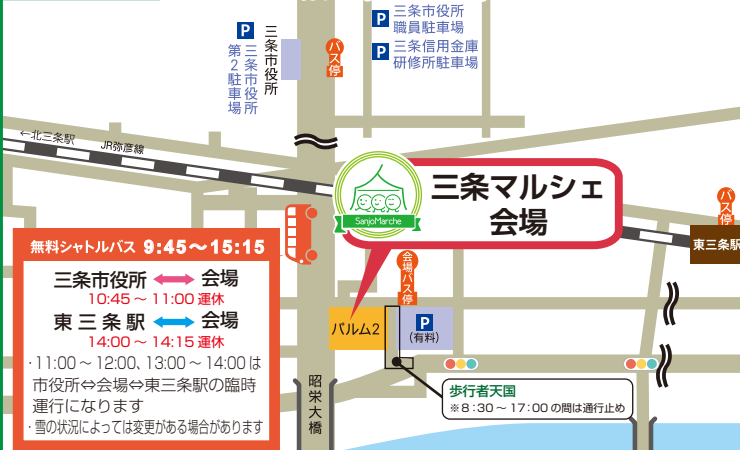 三条市役所
職員駐車場
三条信用金庫
研修所駐車場
P
P
P
三条市役所
三条市役所
第2駐車場
バス停
←北三条駅
JR弥彦線
SanjoMarche
三条マルシェ
会場
バス停
東三条駅
無料シャトルバス 9:45～15:15
三条市役所 会場
10:45 ～ 11:00 運休
東三条駅 会場
14:00 ～ 14:15 運休
・11:00 ～ 12:00、13:00 ～ 14:00 は
市役所⇔会場⇔東三条駅の臨時
運行になります
・雪の状況によっては変更がある場合があります
会場バス停
パルム2
P
(有料)
昭栄大橋
歩行者天国
※8:30 ～ 17:00 の間は通行止め